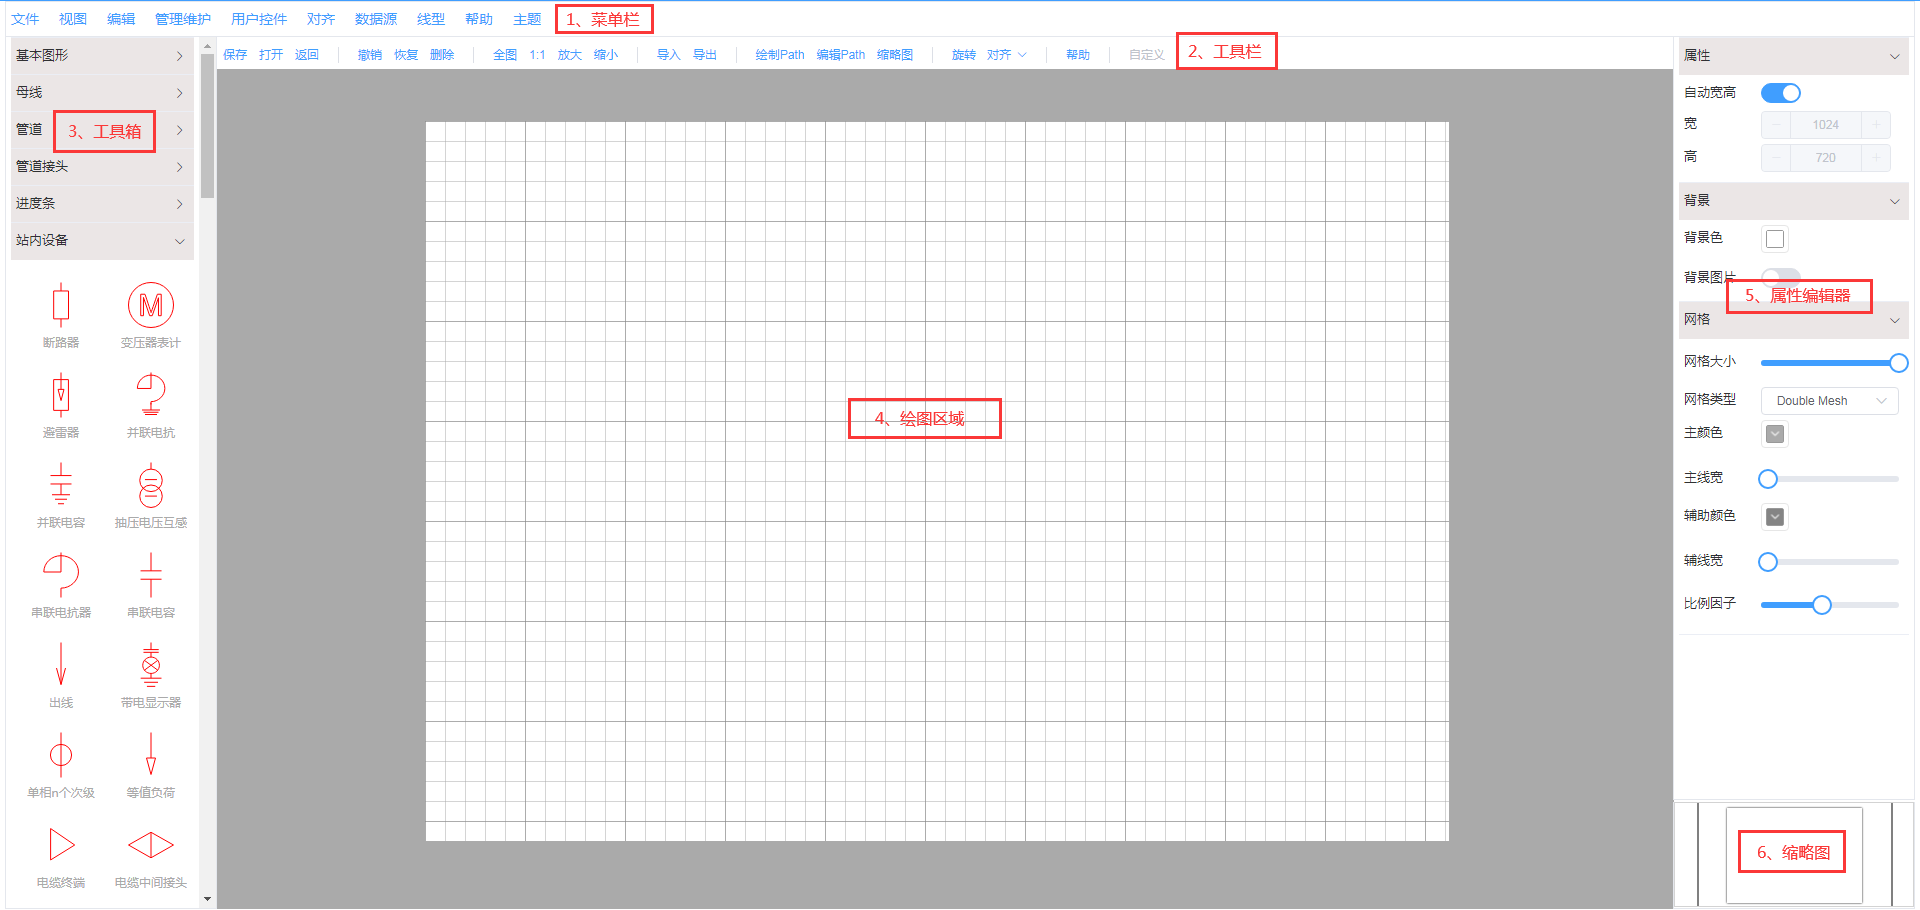 文件 视图 编辑 管理维护 用户控件 对齐 数据源 线型 帮助 主题 1、菜单栏
保存 打开 返回 撤销 恢复 删除 全图 1:1 放大 缩小 导入 导出 绘制Path 编辑Path 缩略图 旋转 对齐 帮助 自定义 2、工具栏
基本图形
母线
管道 3、工具箱
管道接头
进度条
站内设备
断路器 变压器表计
避雷器 并联电抗
并联电容 抽压电压互感
串联电抗器 串联电容
出线 带电显示器
单相n个次级 等值负荷
电缆终端 电缆中间接头
4、绘图区域
属性
自动宽高
宽 1024
高 720
背景
背景色
背景图片
5、属性编辑器
网格
网格大小
网格类型 Double Mesh
主颜色
主线宽
辅助颜色
辅线宽
比例因子
6、缩略图